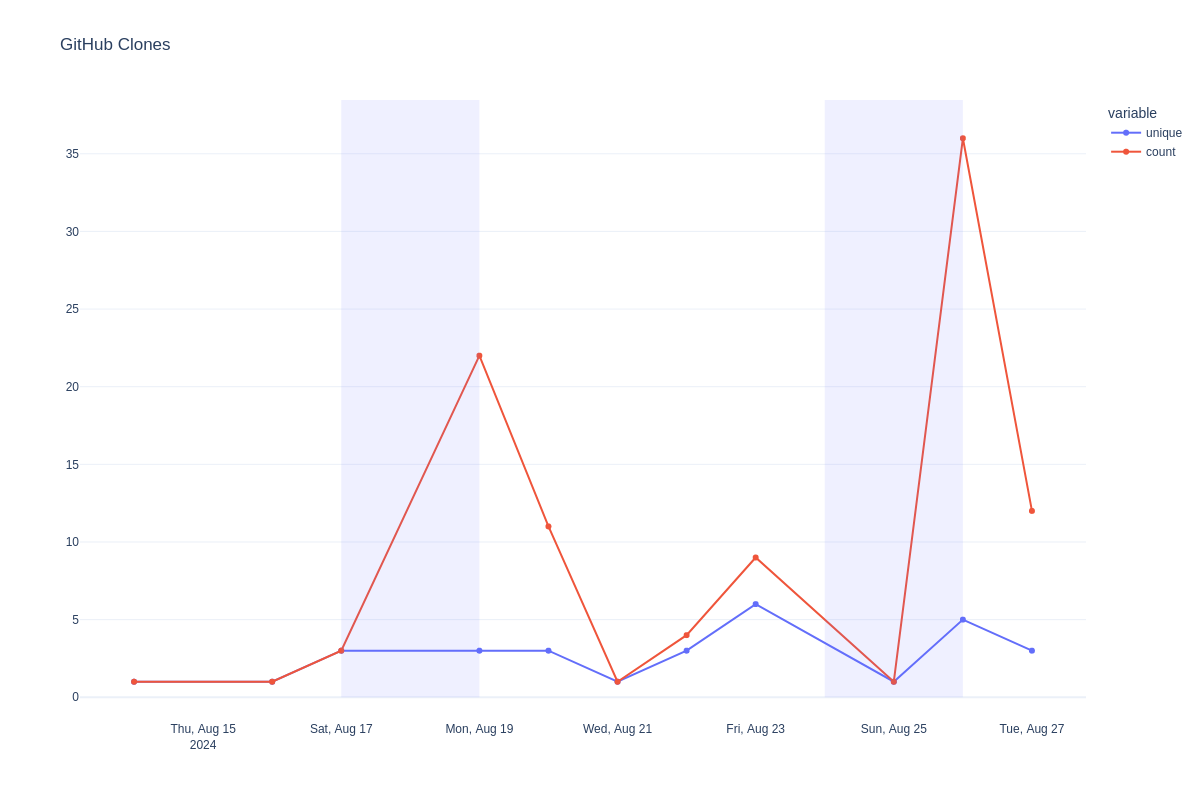 GitHub Clones
variable
unique
count
35
30
25
20
15
10
5
0
Thu, Aug 15
2024
Sat, Aug 17
Mon, Aug 19
Wed, Aug 21
Fri, Aug 23
Sun, Aug 25
Tue, Aug 27